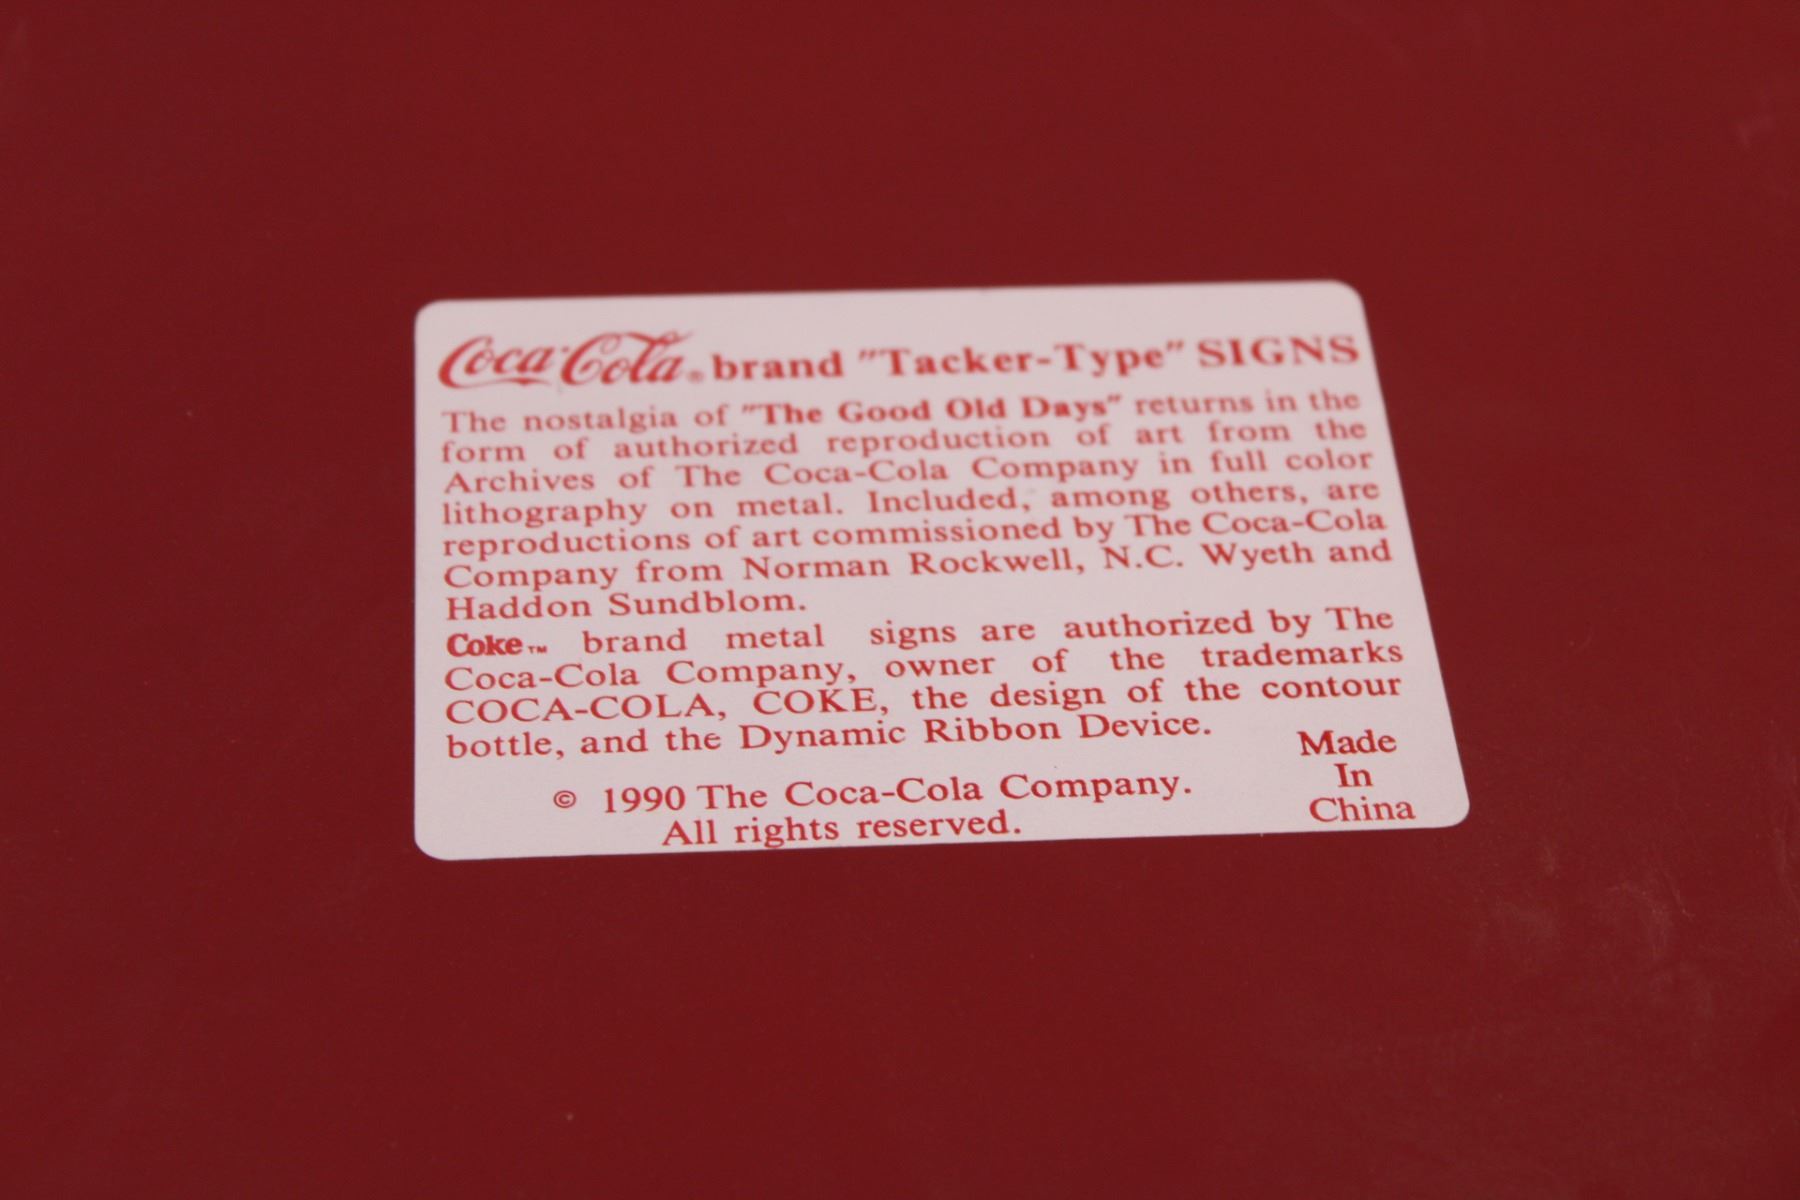 Coca-Cola® brand "Tacker-Type" SIGNS
The nostalgia of "The Good Old Days" returns in the
form of authorized reproduction of art from the
Archives of The Coca-Cola Company in full color
lithography on metal. Included, among others, are
reproductions of art commissioned by The Coca-Cola
Company from Norman Rockwell, N.C. Wyeth and
Haddon Sundblom.
Coke™ brand metal signs are authorized by The
Coca-Cola Company, owner of the trademarks
COCA-COLA, COKE, the design of the contour
bottle, and the Dynamic Ribbon Device.
© 1990 The Coca-Cola Company.
All rights reserved.
Made
In
China